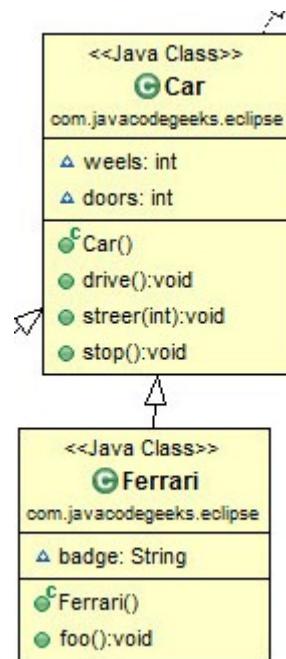 <<Java Class>>
Car
com.javacodegeeks.eclipse
weels: int
doors: int
Car()
drive():void
streer(int):void
stop():void
<<Java Class>>
Ferrari
com.javacodegeeks.eclipse
badge: String
Ferrari()
foo():void